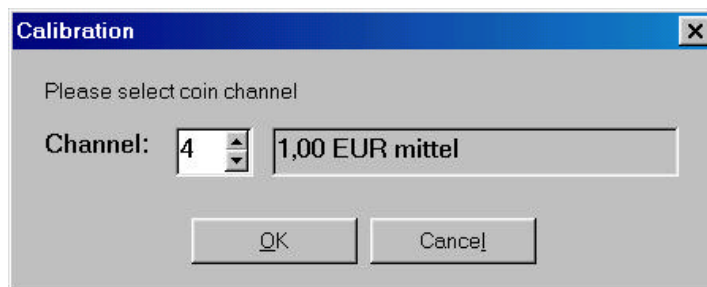 Calibration
Please select coin channel
Channel: 4 1,00 EUR mittel
OK Cancel